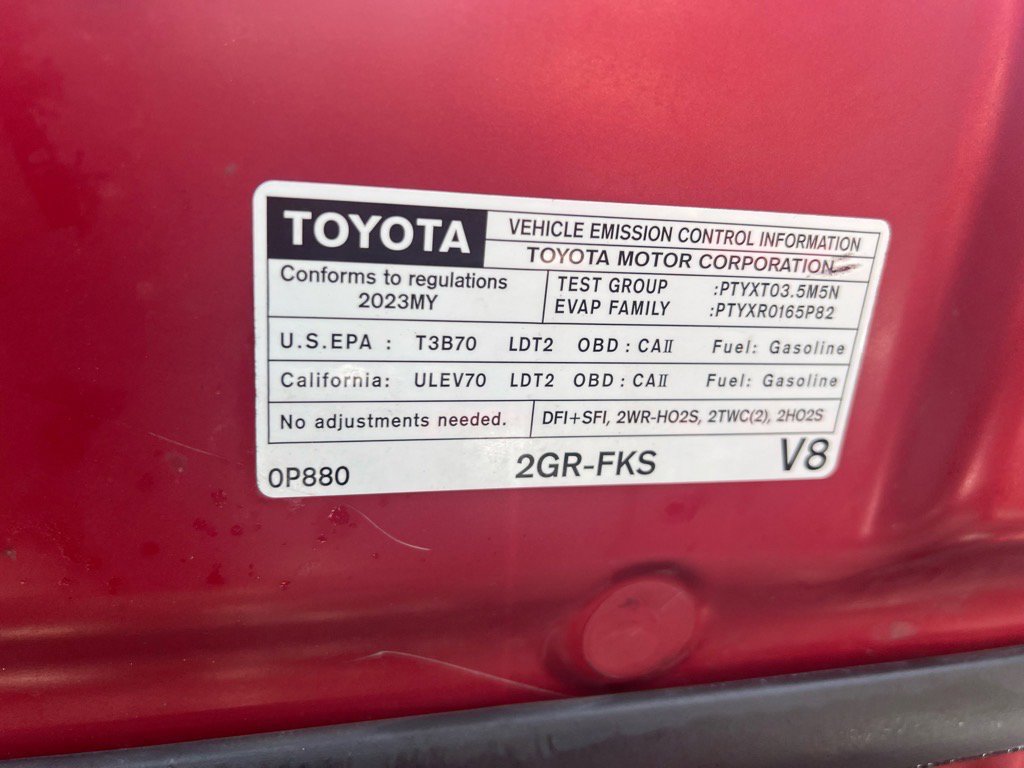 TOYOTA
VEHICLE EMISSION CONTROL INFORMATION
TOYOTA MOTOR CORPORATION
Conforms to regulations
2023MY
TEST GROUP :PTYXT03.5M5N
EVAP FAMILY :PTYXR0165P82
U.S.EPA : T3B70 LDT2 OBD : CAⅡ Fuel: Gasoline
California: ULEV70 LDT2 OBD : CAⅡ Fuel: Gasoline
No adjustments needed.
DFI+SFI, 2WR-HO2S, 2TWC(2), 2HO2S
0P880 2GR-FKS V8